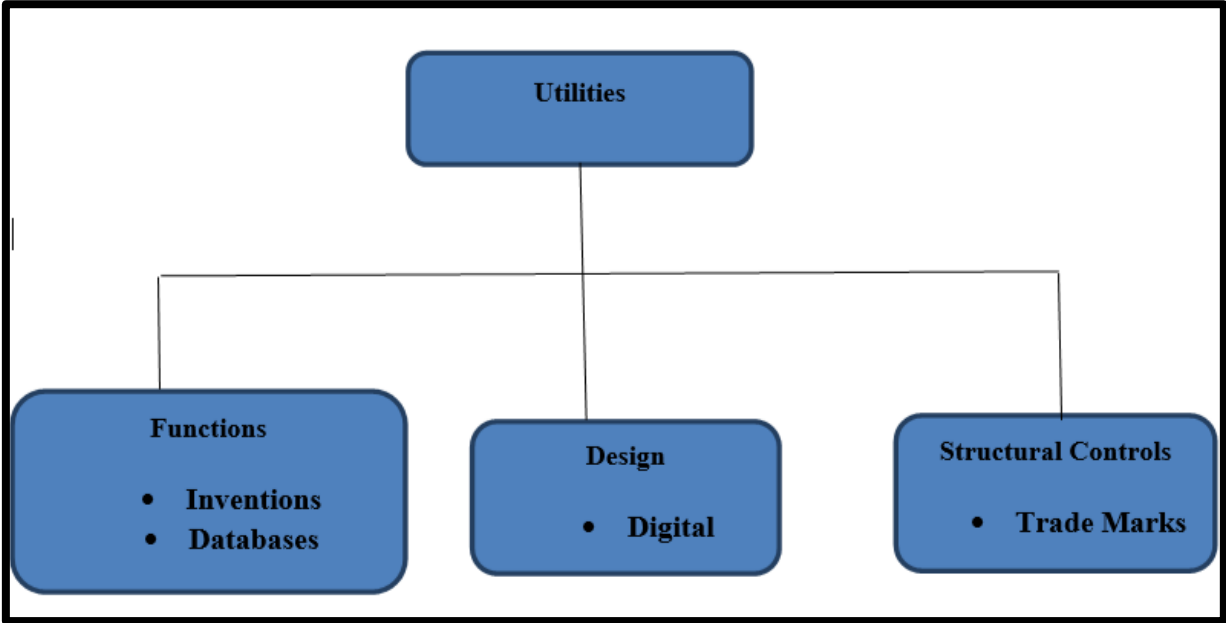 Utilities
Functions
• Inventions
• Databases
Design
• Digital
Structural Controls
• Trade Marks